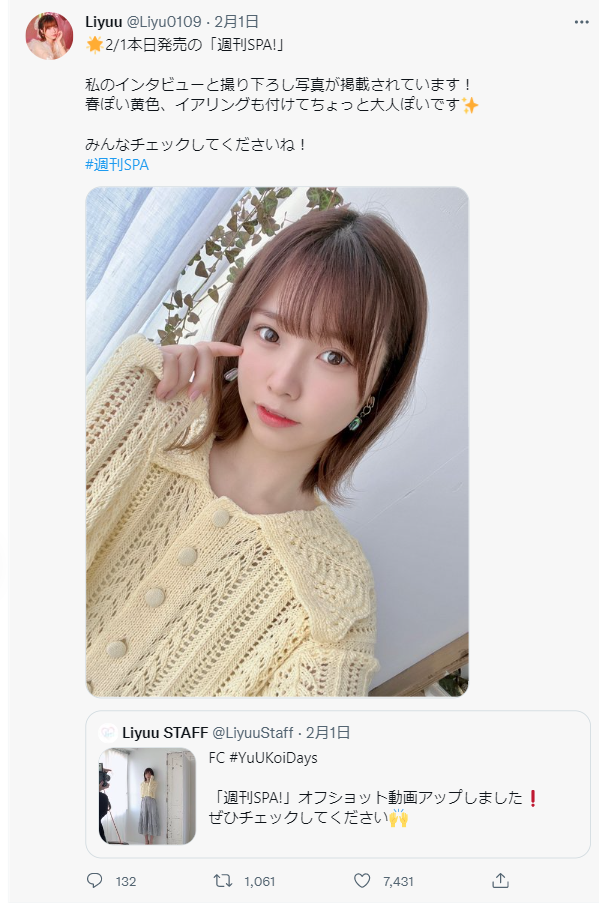 Liyuu @Liyu0109 · 2月1日
🌟2/1本日発売の「週刊SPA!」
私のインタビューと撮り下ろし写真が掲載されています！
春ぽい黄色、イアリングも付けてちょっと大人ぽいです✨
みんなチェックしてくださいね！
#週刊SPA
Liyuu STAFF @LiyuuStaff · 2月1日
FC #YuUKoiDays
「週刊SPA!」オフショット動画アップしました❗
ぜひチェックしてください🙌
132 1,061 7,431